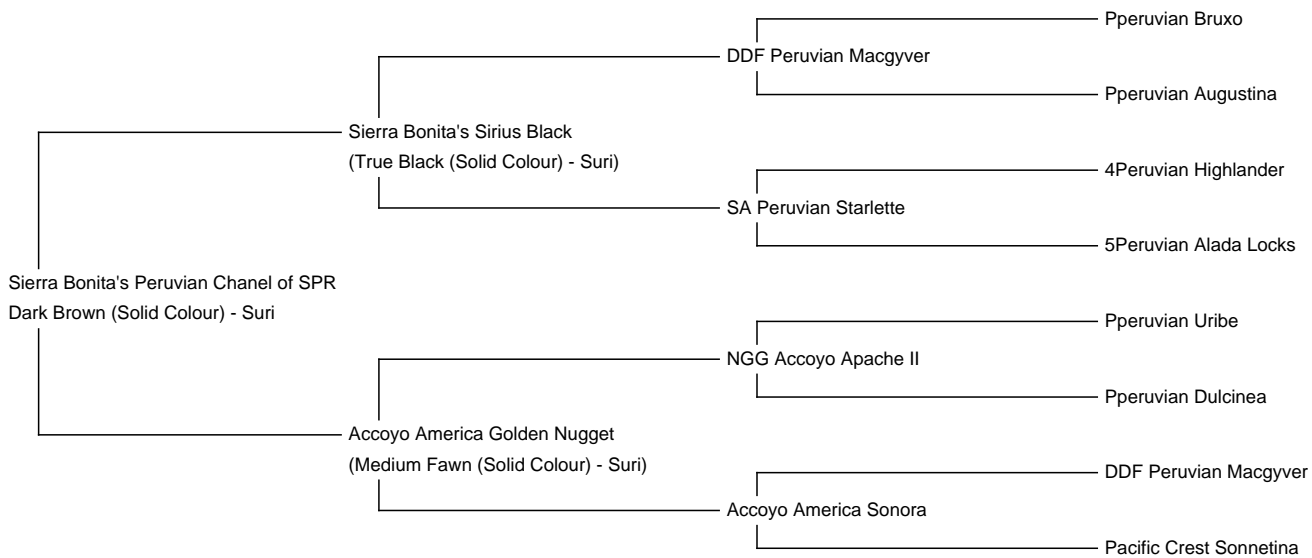 Pperuvian Bruxo
DDF Peruvian Macgyver
Pperuvian Augustina
Sierra Bonita's Sirius Black
(True Black (Solid Colour) - Suri)
4Peruvian Highlander
SA Peruvian Starlette
5Peruvian Alada Locks
Sierra Bonita's Peruvian Chanel of SPR
Dark Brown (Solid Colour) - Suri
Pperuvian Uribe
NGG Accoyo Apache II
Pperuvian Dulcinea
Accoyo America Golden Nugget
(Medium Fawn (Solid Colour) - Suri)
DDF Peruvian Macgyver
Accoyo America Sonora
Pacific Crest Sonnetina